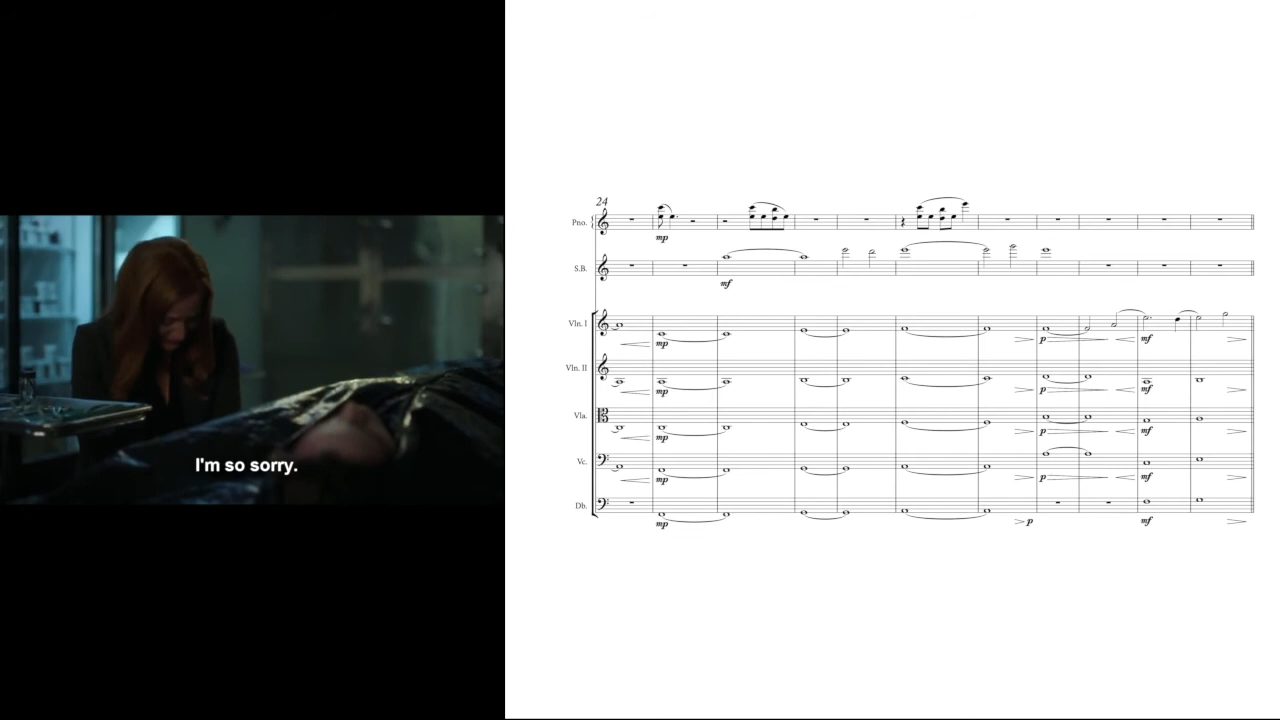 I'm so sorry.
24
Pno.
mp
S.B.
mf
Vln. I
mp
p
mf
Vln. II
mp
p
mf
Vla.
mp
p
mf
Vc.
mp
p
mf
Db.
mp
p
mf